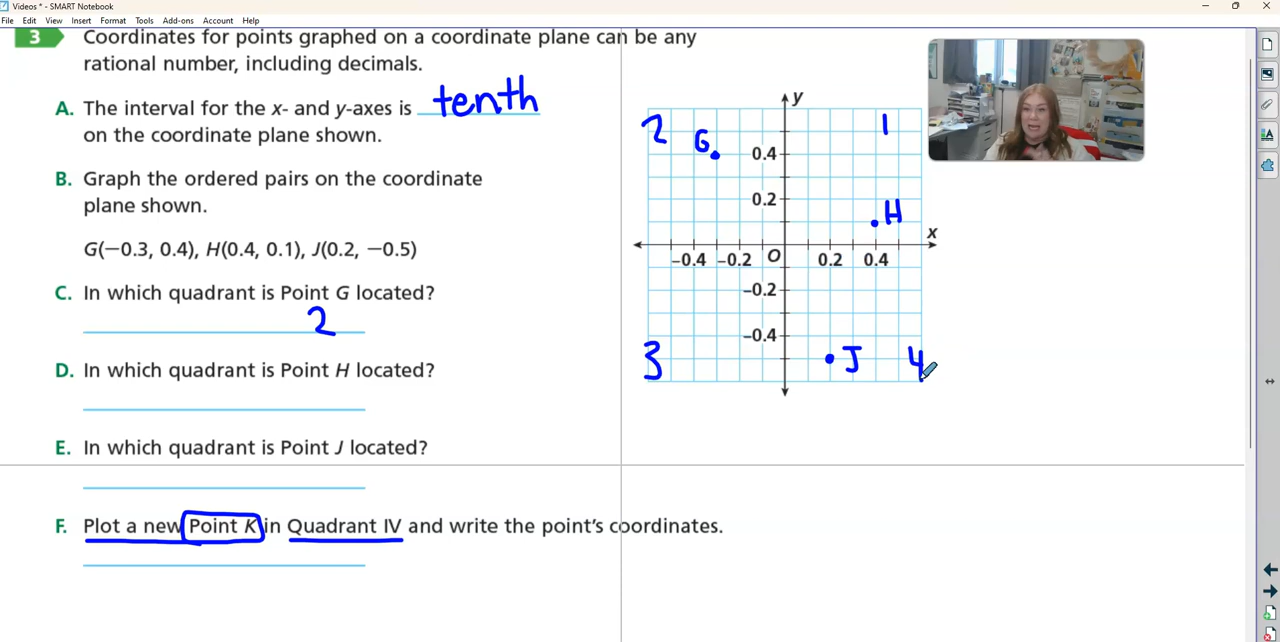 Videos * - SMART Notebook
File Edit View Insert Format Tools Add-ons Account Help
3 Coordinates for points graphed on a coordinate plane can be any
rational number, including decimals.
A. The interval for the x- and y-axes is tenth
on the coordinate plane shown.
B. Graph the ordered pairs on the coordinate
plane shown.
G(−0.3, 0.4), H(0.4, 0.1), J(0.2, −0.5)
C. In which quadrant is Point G located?
2
D. In which quadrant is Point H located?
E. In which quadrant is Point J located?
F. Plot a new Point K in Quadrant IV and write the point's coordinates.
y
2 G 1
0.4
0.2
H
x
−0.4 −0.2 O 0.2 0.4
−0.2
−0.4
3 J 4